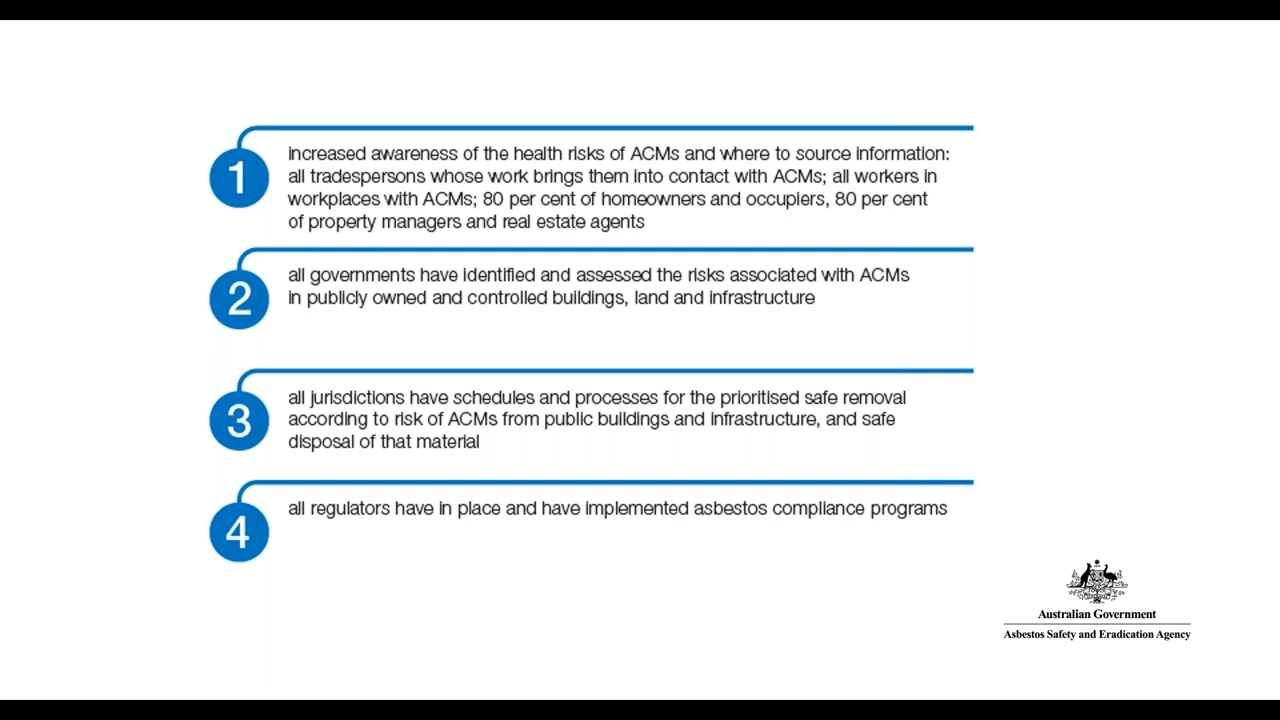 1
increased awareness of the health risks of ACMs and where to source information:
all tradespersons whose work brings them into contact with ACMs; all workers in
workplaces with ACMs; 80 per cent of homeowners and occupiers, 80 per cent
of property managers and real estate agents
2
all governments have identified and assessed the risks associated with ACMs
in publicly owned and controlled buildings, land and infrastructure
3
all jurisdictions have schedules and processes for the prioritised safe removal
according to risk of ACMs from public buildings and infrastructure, and safe
disposal of that material
4
all regulators have in place and have implemented asbestos compliance programs
Australian Government
Asbestos Safety and Eradication Agency